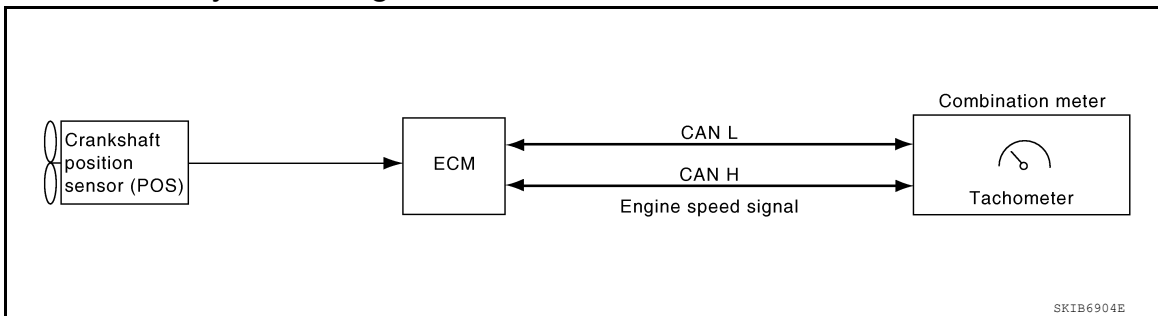 Crankshaft
position
sensor (POS)
ECM
CAN L
CAN H
Engine speed signal
Combination meter
Tachometer
SKIB6904E